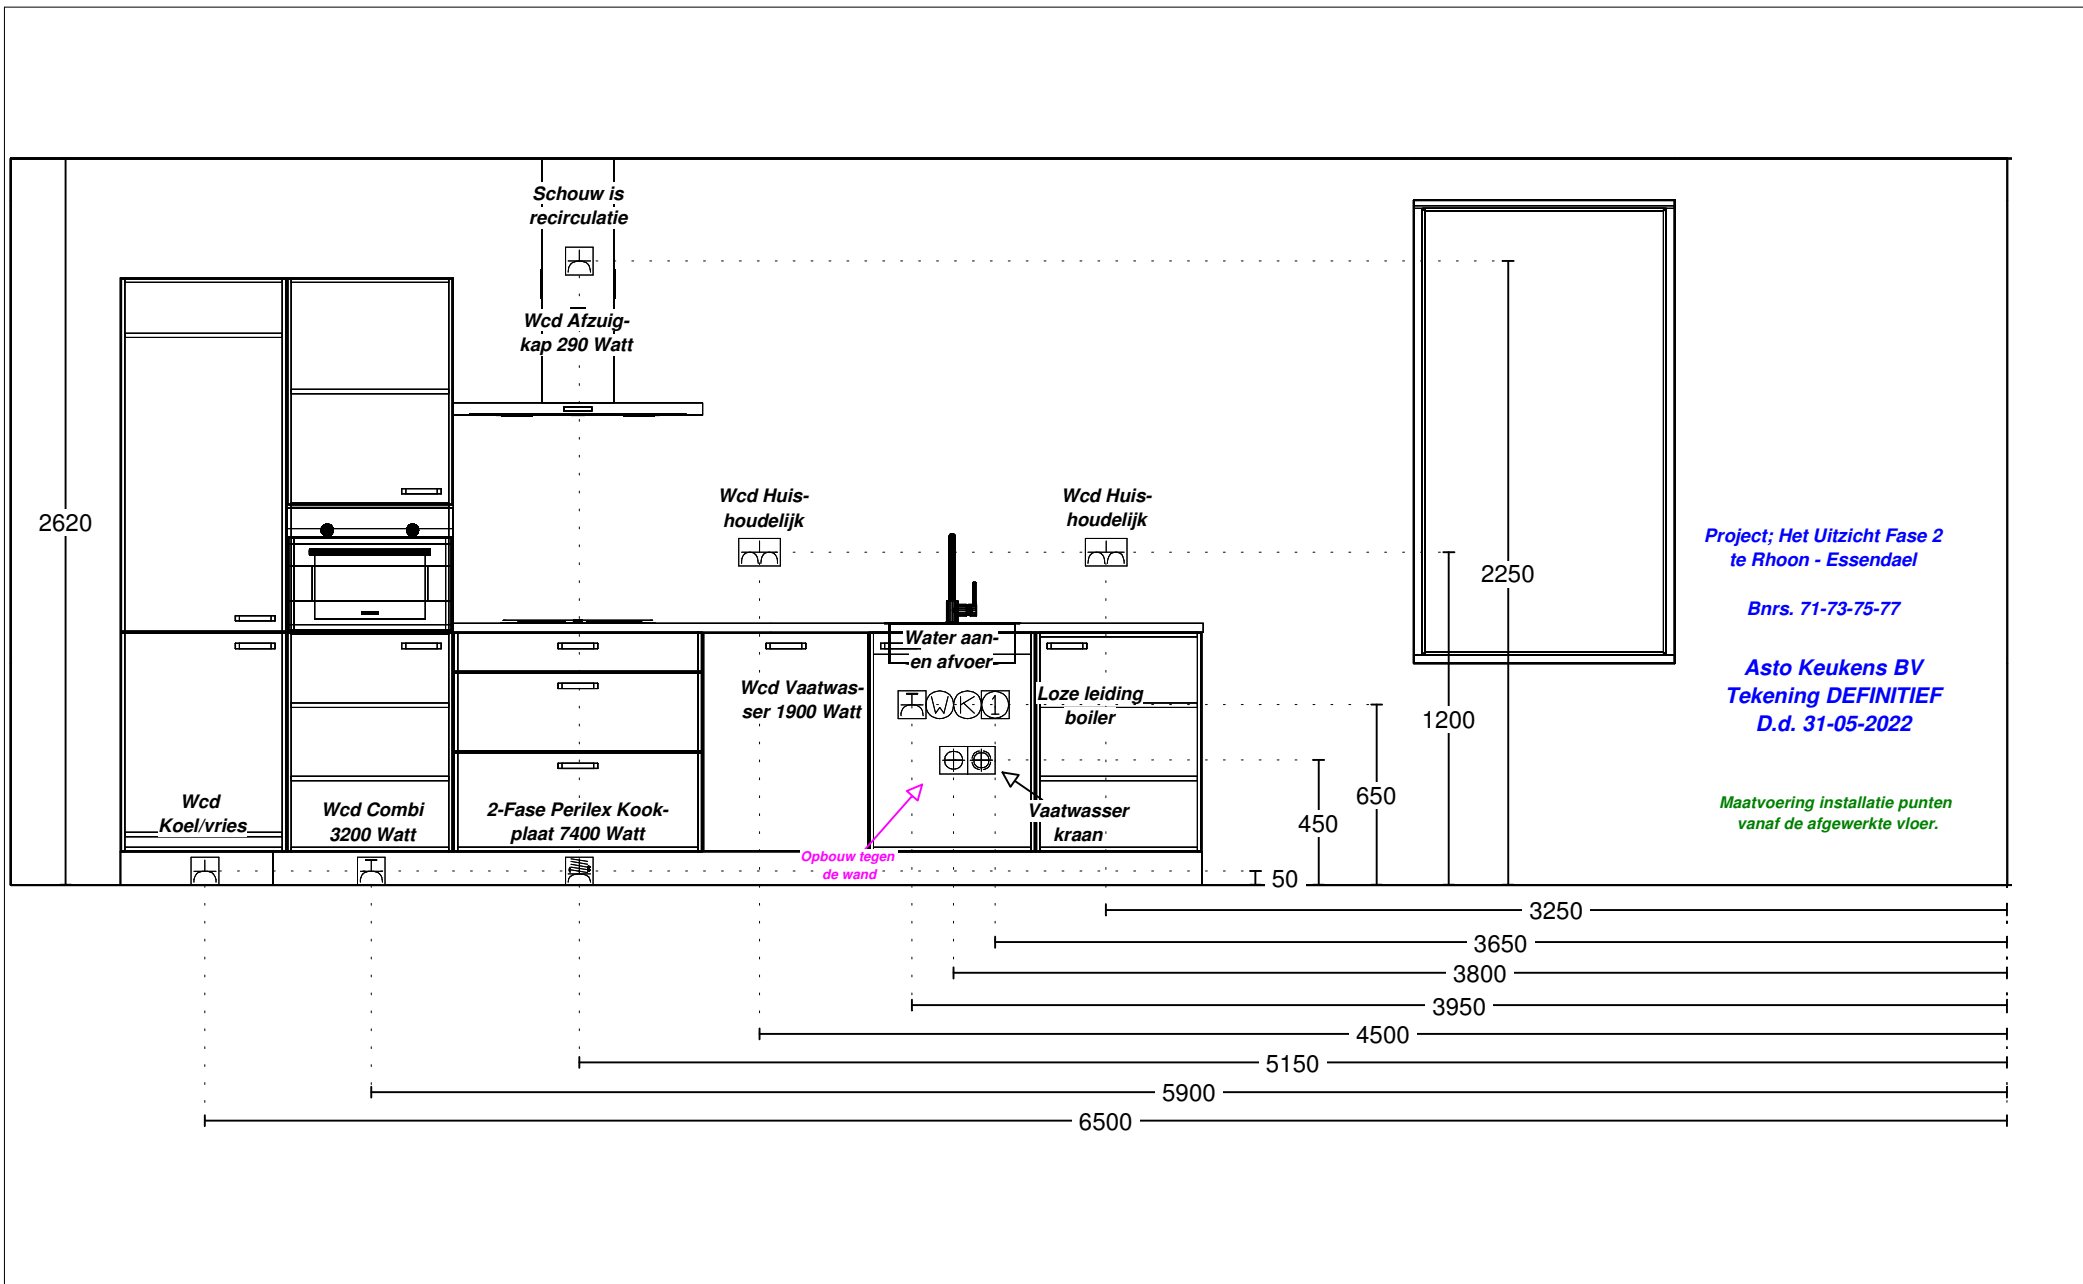 Schouw is
recirculatie
Wcd Afzuig-
kap 290 Watt
Wcd Huis-
houdelijk
Wcd Huis-
houdelijk
2620
2250
Project; Het Uitzicht Fase 2
te Rhoon - Essendael
Bnrs. 71-73-75-77
Asto Keukens BV
Tekening DEFINITIEF
D.d. 31-05-2022
Maatvoering installatie punten
vanaf de afgewerkte vloer.
Water aan-
en afvoer
Wcd Vaatwas-
ser 1900 Watt
W K 1
Loze leiding
boiler
1200
650
450
50
Wcd
Koel/vries
Wcd Combi
3200 Watt
2-Fase Perilex Kook-
plaat 7400 Watt
Vaatwasser
kraan
Opbouw tegen
de wand
3250
3650
3800
3950
4500
5150
5900
6500